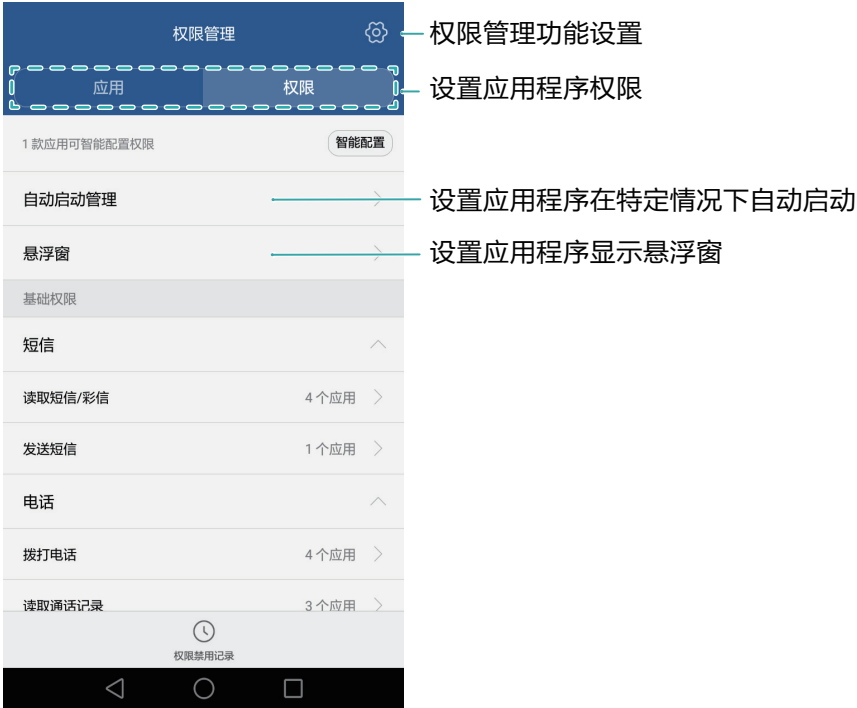 权限管理
权限管理功能设置
应用
权限
设置应用程序权限
1 款应用可智能配置权限
智能配置
自动启动管理
设置应用程序在特定情况下自动启动
悬浮窗
设置应用程序显示悬浮窗
基础权限
短信
读取短信/彩信
4 个应用
发送短信
1 个应用
电话
拨打电话
4 个应用
读取通话记录
3 个应用
权限禁用记录